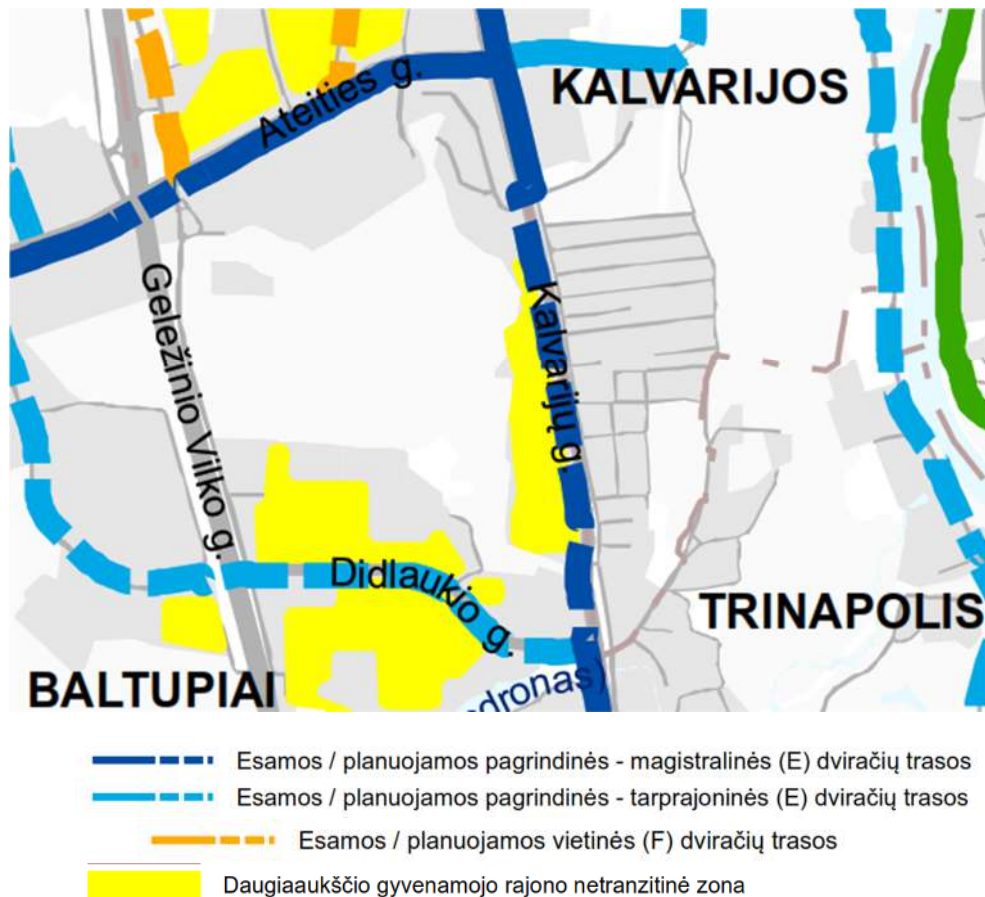 Ateities g.
KALVARIJOS
Geležinio Vilko g.
Kalvarijų g.
Didlaukio g.
TRINAPOLIS
BALTUPIAI
dronas)
Esamos / planuojamos pagrindinės - magistralinės (E) dviračių trasos
Esamos / planuojamos pagrindinės - tarprajoninės (E) dviračių trasos
Esamos / planuojamos vietinės (F) dviračių trasos
Daugiaaukščio gyvenamojo rajono netranzitinė zona